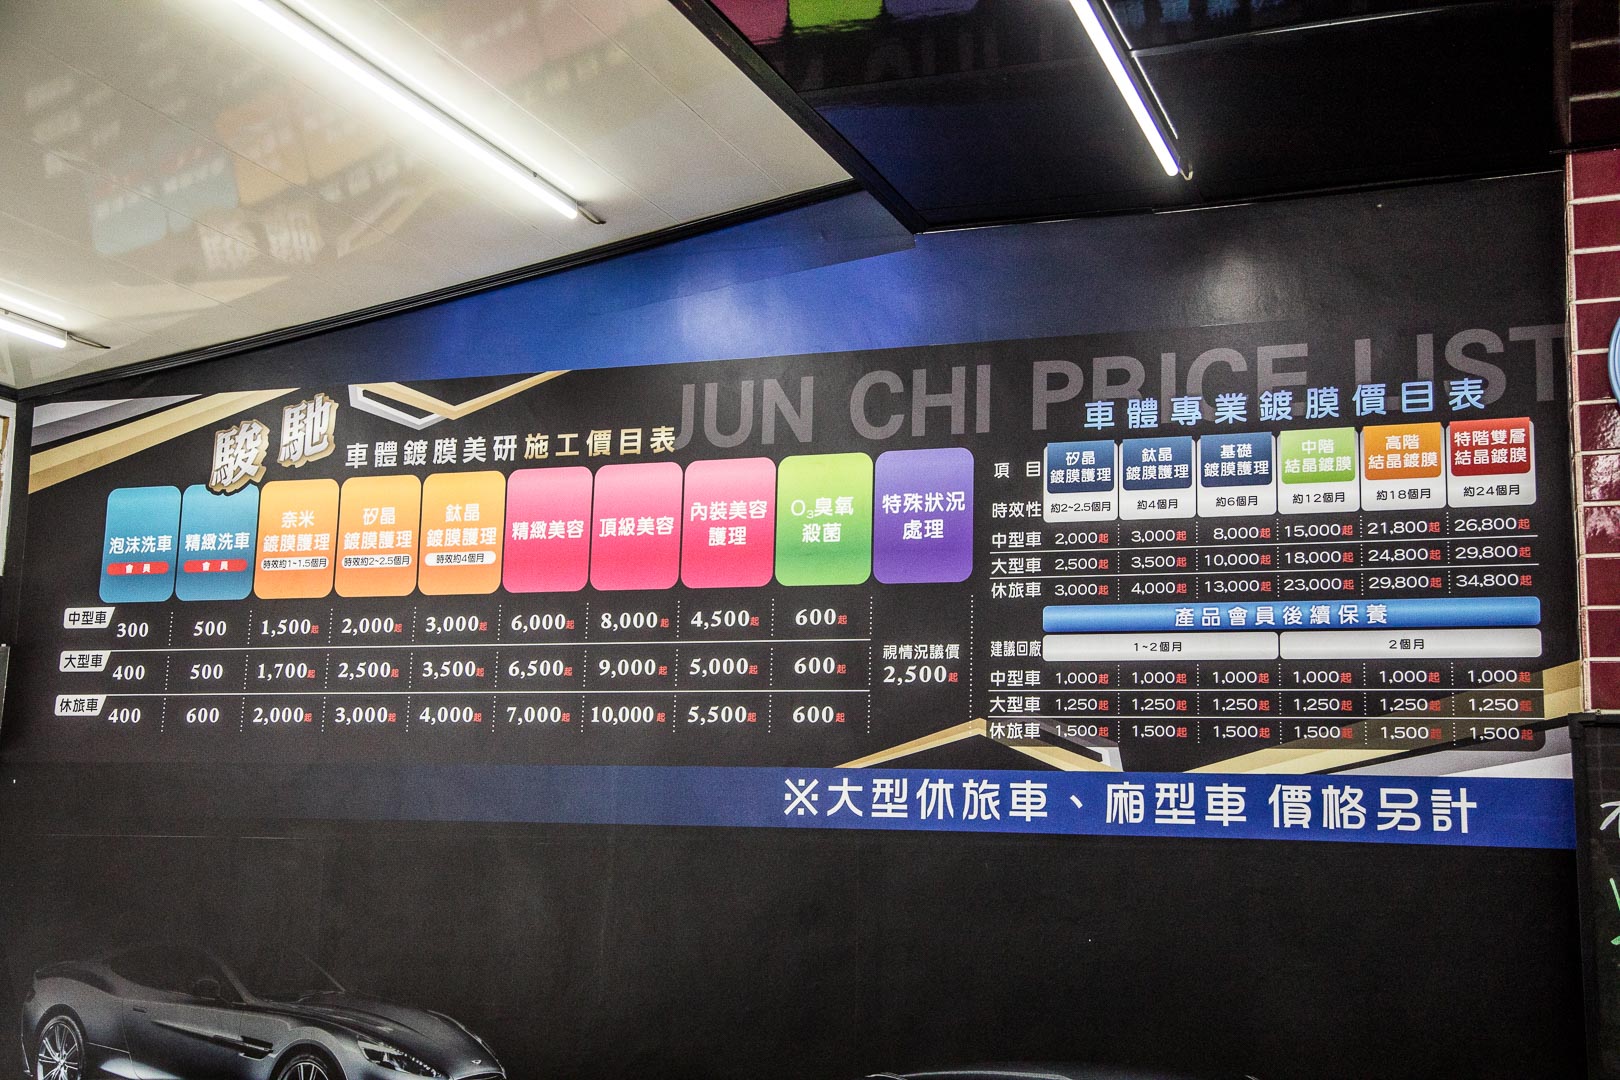 JUN CHI PRICE LIST
駿馳 車體鍍膜美研施工價目表
泡沫洗車 會員
精緻洗車 會員
奈米 鍍膜護理 時效約1~1.5個月
矽晶 鍍膜護理 時效約2~2.5個月
鈦晶 鍍膜護理 時效約4個月
精緻美容
頂級美容
內裝美容 護理
O₃臭氧 殺菌
特殊狀況 處理
中型車 300 500 1,500起 2,000起 3,000起 6,000起 8,000起 4,500起 600起
大型車 400 500 1,700起 2,500起 3,500起 6,500起 9,000起 5,000起 600起
休旅車 400 600 2,000起 3,000起 4,000起 7,000起 10,000起 5,500起 600起
視情況議價
2,500起
車體專業鍍膜價目表
項目 矽晶鍍膜護理 鈦晶鍍膜護理 基礎鍍膜護理 中階結晶鍍膜 高階結晶鍍膜 特階雙層結晶鍍膜
時效性 約2~2.5個月 約4個月 約6個月 約12個月 約18個月 約24個月
中型車 2,000起 3,000起 8,000起 15,000起 21,800起 26,800起
大型車 2,500起 3,500起 10,000起 18,000起 24,800起 29,800起
休旅車 3,000起 4,000起 13,000起 23,000起 29,800起 34,800起
產品會員後續保養
建議回廠 1~2個月 2個月
中型車 1,000起 1,000起 1,000起 1,000起 1,000起 1,000起
大型車 1,250起 1,250起 1,250起 1,250起 1,250起 1,250起
休旅車 1,500起 1,500起 1,500起 1,500起 1,500起 1,500起
※大型休旅車、廂型車 價格另計